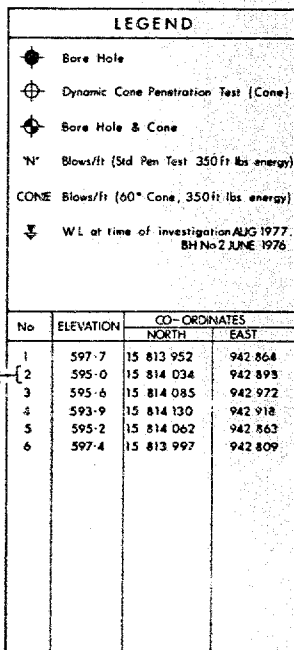 LEGEND
Bore Hole
Dynamic Cone Penetration Test (Cone)
Bore Hole & Cone
'N' Blows/ft (Std Pen Test 350 ft lbs energy)
CONE Blows/ft (60° Cone, 350 ft lbs energy)
W L at time of investigation AUG 1977.
BH No 2 JUNE 1976
No ELEVATION CO-ORDINATES
NORTH EAST
1 597·7 15 813 952 942 864
2 595·0 15 814 034 942 893
3 595·6 15 814 085 942 972
4 593·9 15 814 130 942 918
5 595·2 15 814 062 942 863
6 597·4 15 813 997 942 809